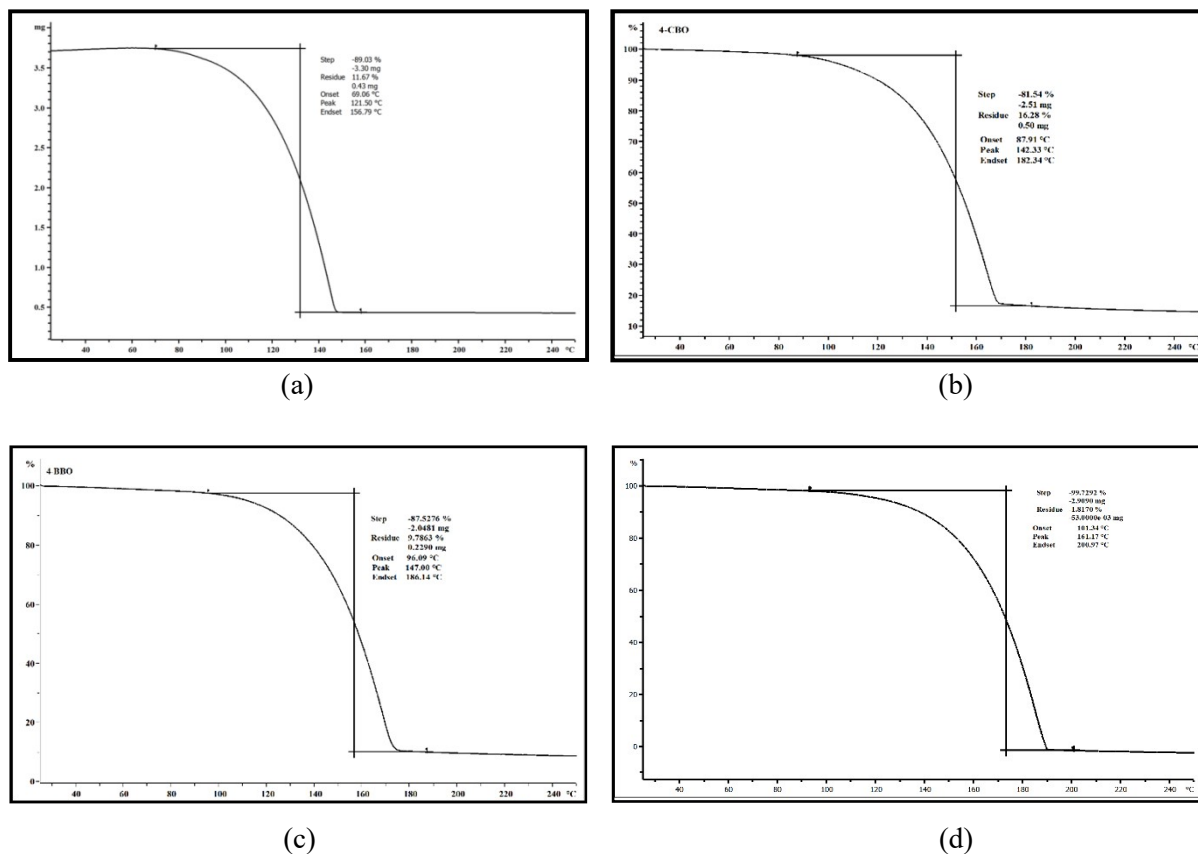 mg
3.5
3.0
2.5
2.0
1.5
1.0
0.5
Step -89.03 %
-3.30 mg
Residue 11.67 %
0.43 mg
Onset 69.06 °C
Peak 121.50 °C
Endset 156.79 °C
40 60 80 100 120 140 160 180 200 220 240 °C
(a)
% 4-CBO
100
90
80
70
60
50
40
30
20
10
Step -81.54 %
-2.51 mg
Residue 16.28 %
0.50 mg
Onset 87.91 °C
Peak 142.33 °C
Endset 182.34 °C
40 60 80 100 120 140 160 180 200 220 240 °C
(b)
% 4 BBO
100
80
60
40
20
0
Step -87.5276 %
-2.0481 mg
Residue 9.7863 %
0.2290 mg
Onset 96.09 °C
Peak 147.00 °C
Endset 186.14 °C
40 60 80 100 120 140 160 180 200 220 240 °C
(c)
%
100
80
60
40
20
0
Step -99.7292 %
-2.9090 mg
Residue 1.8170 %
-53.0000e-03 mg
Onset 101.34 °C
Peak 161.17 °C
Endset 200.97 °C
40 60 80 100 120 140 160 180 200 220 240 °C
(d)